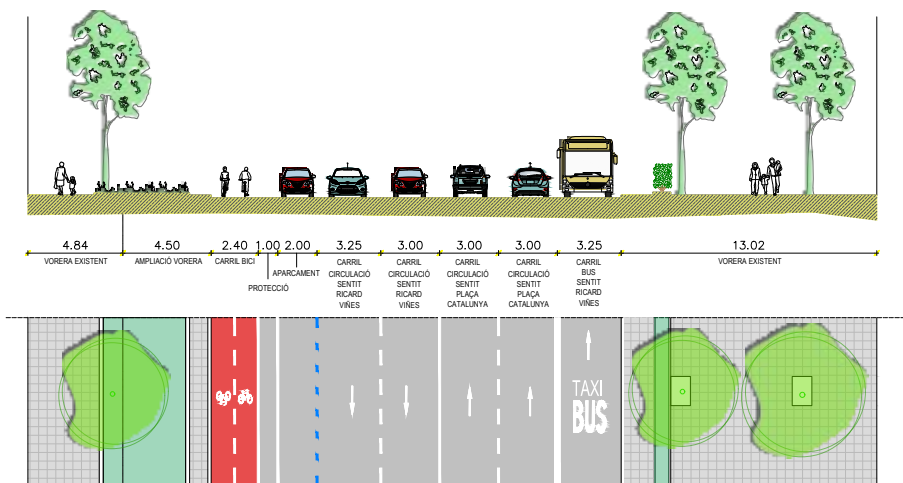 4.84
4.50
2.40
1.00
2.00
3.25
3.00
3.00
3.00
3.25
13.02
VORERA EXISTENT
AMPLIACIÓ VORERA
CARRIL BICI
PROTECCIÓ
APARCAMENT
CARRIL
CIRCULACIÓ
SENTIT
RICARD
VIÑES
CARRIL
CIRCULACIÓ
SENTIT
RICARD
VIÑES
CARRIL
CIRCULACIÓ
SENTIT
PLAÇA
CATALUNYA
CARRIL
CIRCULACIÓ
SENTIT
PLAÇA
CATALUNYA
CARRIL
BUS
SENTIT
RICARD
VIÑES
VORERA EXISTENT
TAXI
BUS